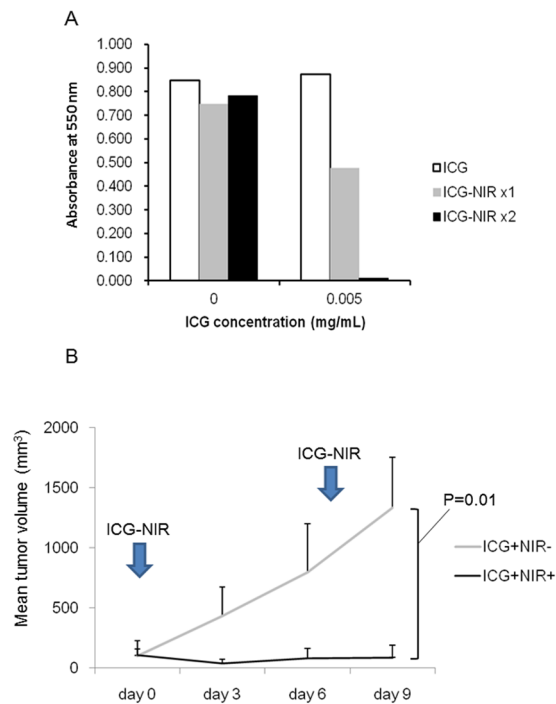 A
1.000
0.900
0.800
0.700
0.600
0.500
0.400
0.300
0.200
0.100
0.000
Absorbance at 550 nm
0 0.005
ICG concentration (mg/mL)
ICG
ICG-NIR x1
ICG-NIR x2
B
2000
1500
1000
500
0
Mean tumor volume (mm³)
ICG-NIR
ICG-NIR
P=0.01
ICG+NIR-
ICG+NIR+
day 0 day 3 day 6 day 9